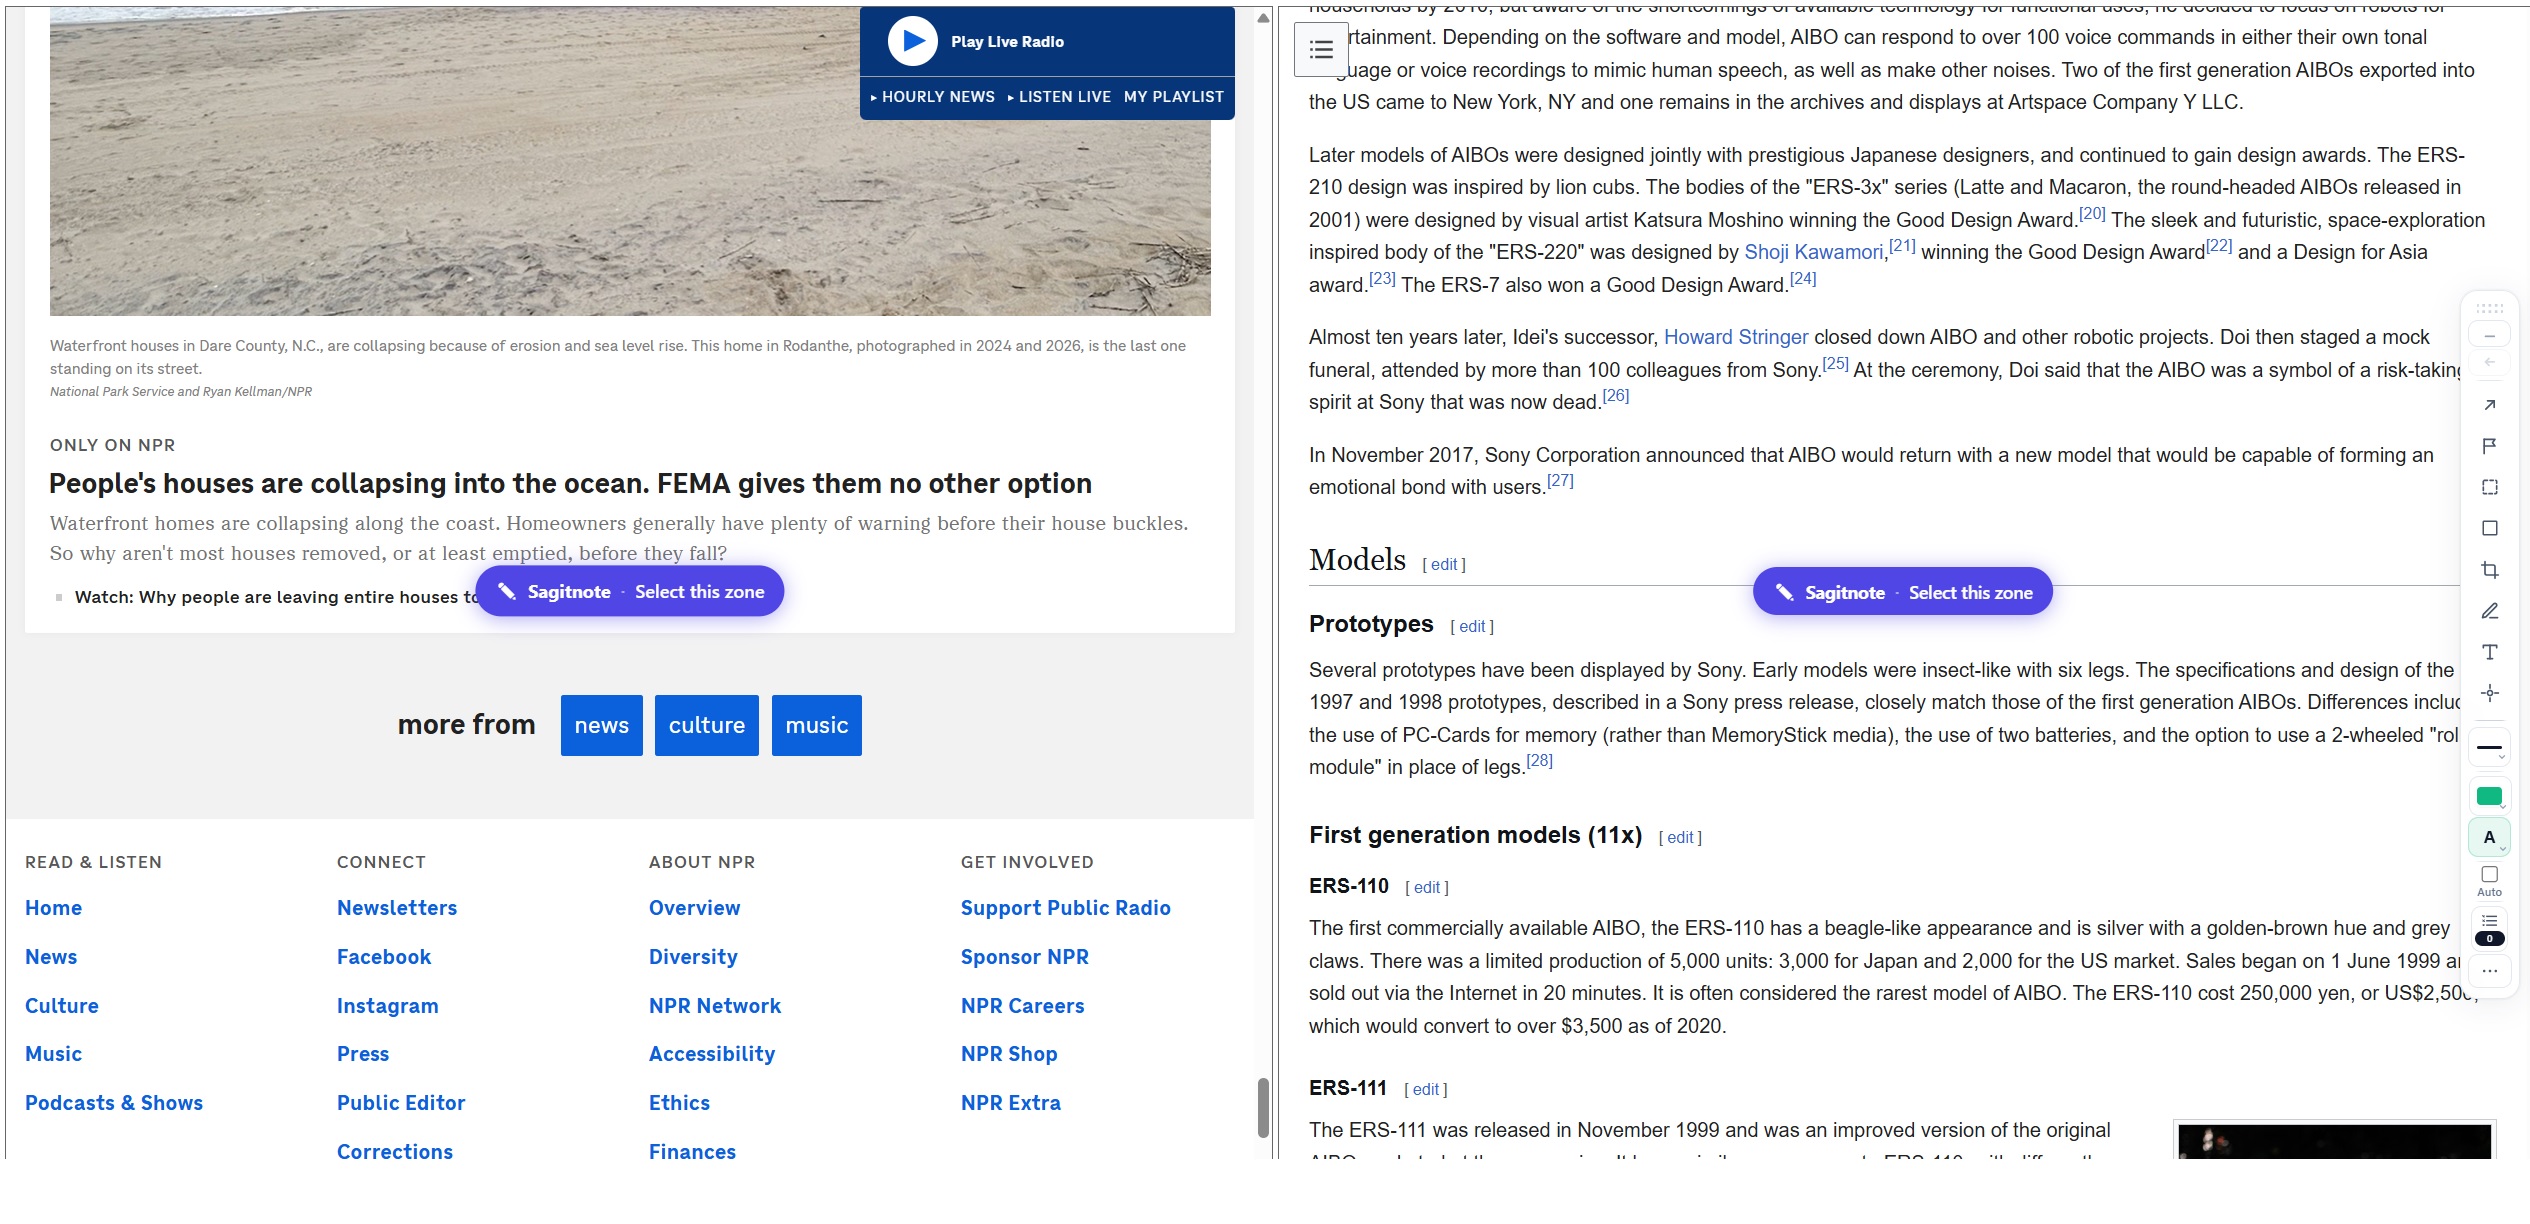 Play Live Radio
HOURLY NEWS LISTEN LIVE MY PLAYLIST
Waterfront houses in Dare County, N.C., are collapsing because of erosion and sea level rise. This home in Rodanthe, photographed in 2024 and 2026, is the last one
standing on its street.
National Park Service and Ryan Kellman/NPR
ONLY ON NPR
People's houses are collapsing into the ocean. FEMA gives them no other option
Waterfront homes are collapsing along the coast. Homeowners generally have plenty of warning before their house buckles.
So why aren't most houses removed, or at least emptied, before they fall?
Watch: Why people are leaving entire houses
Sagitnote · Select this zone
more from news culture music
READ & LISTEN
Home
News
Culture
Music
Podcasts & Shows
CONNECT
Newsletters
Facebook
Instagram
Press
Public Editor
Corrections
ABOUT NPR
Overview
Diversity
NPR Network
Accessibility
Ethics
Finances
GET INVOLVED
Support Public Radio
Sponsor NPR
NPR Careers
NPR Shop
NPR Extra
households by 2010, but aware of the shortcomings of available technology for functional uses, he decided to focus on robots for
rtainment. Depending on the software and model, AIBO can respond to over 100 voice commands in either their own tonal
guage or voice recordings to mimic human speech, as well as make other noises. Two of the first generation AIBOs exported into
the US came to New York, NY and one remains in the archives and displays at Artspace Company Y LLC.
Later models of AIBOs were designed jointly with prestigious Japanese designers, and continued to gain design awards. The ERS-
210 design was inspired by lion cubs. The bodies of the "ERS-3x" series (Latte and Macaron, the round-headed AIBOs released in
2001) were designed by visual artist Katsura Moshino winning the Good Design Award.[20] The sleek and futuristic, space-exploration
inspired body of the "ERS-220" was designed by Shoji Kawamori,[21] winning the Good Design Award[22] and a Design for Asia
award.[23] The ERS-7 also won a Good Design Award.[24]
Almost ten years later, Idei's successor, Howard Stringer closed down AIBO and other robotic projects. Doi then staged a mock
funeral, attended by more than 100 colleagues from Sony.[25] At the ceremony, Doi said that the AIBO was a symbol of a risk-taking
spirit at Sony that was now dead.[26]
In November 2017, Sony Corporation announced that AIBO would return with a new model that would be capable of forming an
emotional bond with users.[27]
Models [ edit ]
Sagitnote · Select this zone
Prototypes [ edit ]
Several prototypes have been displayed by Sony. Early models were insect-like with six legs. The specifications and design of the
1997 and 1998 prototypes, described in a Sony press release, closely match those of the first generation AIBOs. Differences includ
the use of PC-Cards for memory (rather than MemoryStick media), the use of two batteries, and the option to use a 2-wheeled "rol
module" in place of legs.[28]
First generation models (11x) [ edit ]
ERS-110 [ edit ]
The first commercially available AIBO, the ERS-110 has a beagle-like appearance and is silver with a golden-brown hue and grey
claws. There was a limited production of 5,000 units: 3,000 for Japan and 2,000 for the US market. Sales began on 1 June 1999 a
sold out via the Internet in 20 minutes. It is often considered the rarest model of AIBO. The ERS-110 cost 250,000 yen, or US$2,500,
which would convert to over $3,500 as of 2020.
ERS-111 [ edit ]
The ERS-111 was released in November 1999 and was an improved version of the original
A
Auto
0